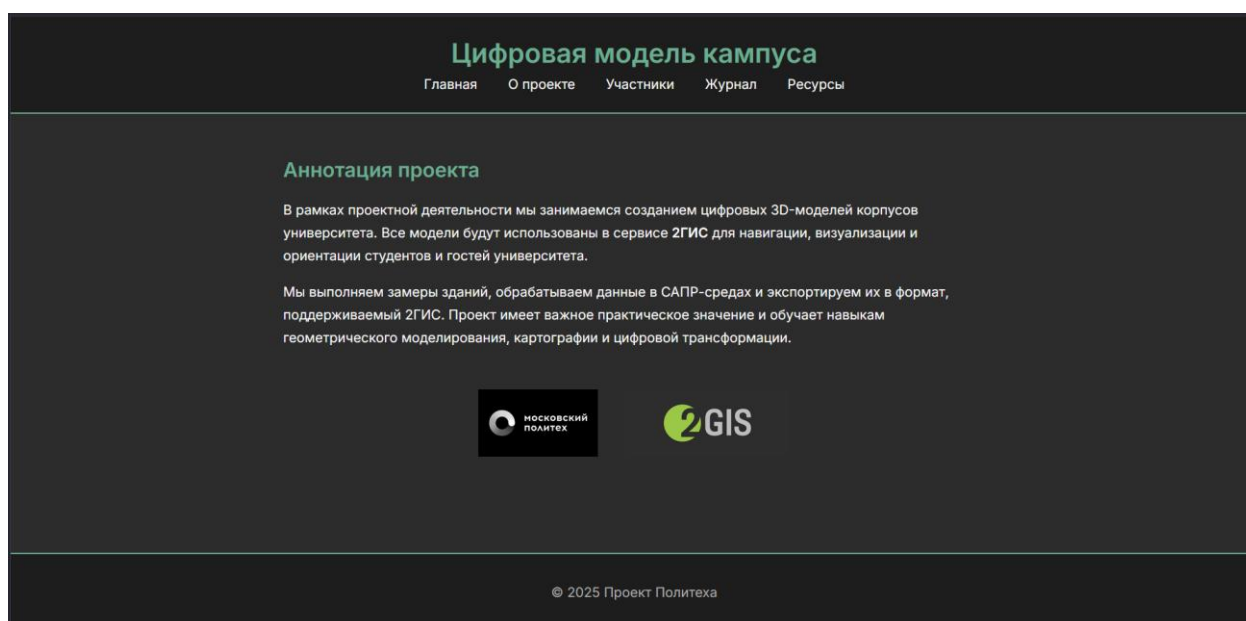 Цифровая модель кампуса
Главная О проекте Участники Журнал Ресурсы
Аннотация проекта
В рамках проектной деятельности мы занимаемся созданием цифровых 3D-моделей корпусов
университета. Все модели будут использованы в сервисе 2ГИС для навигации, визуализации и
ориентации студентов и гостей университета.
Мы выполняем замеры зданий, обрабатываем данные в САПР-средах и экспортируем их в формат,
поддерживаемый 2ГИС. Проект имеет важное практическое значение и обучает навыкам
геометрического моделирования, картографии и цифровой трансформации.
московский
политех
2GIS
© 2025 Проект Политеха